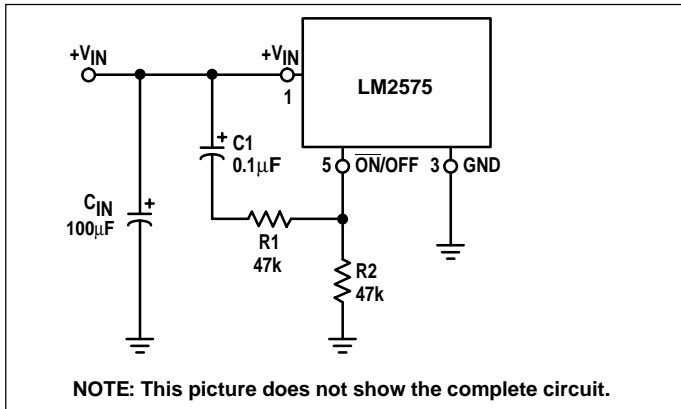 +VIN
+VIN
1
LM2575
C1
0.1µF
5 ON/OFF 3 GND
CIN
100µF
R1
47k
R2
47k
NOTE: This picture does not show the complete circuit.